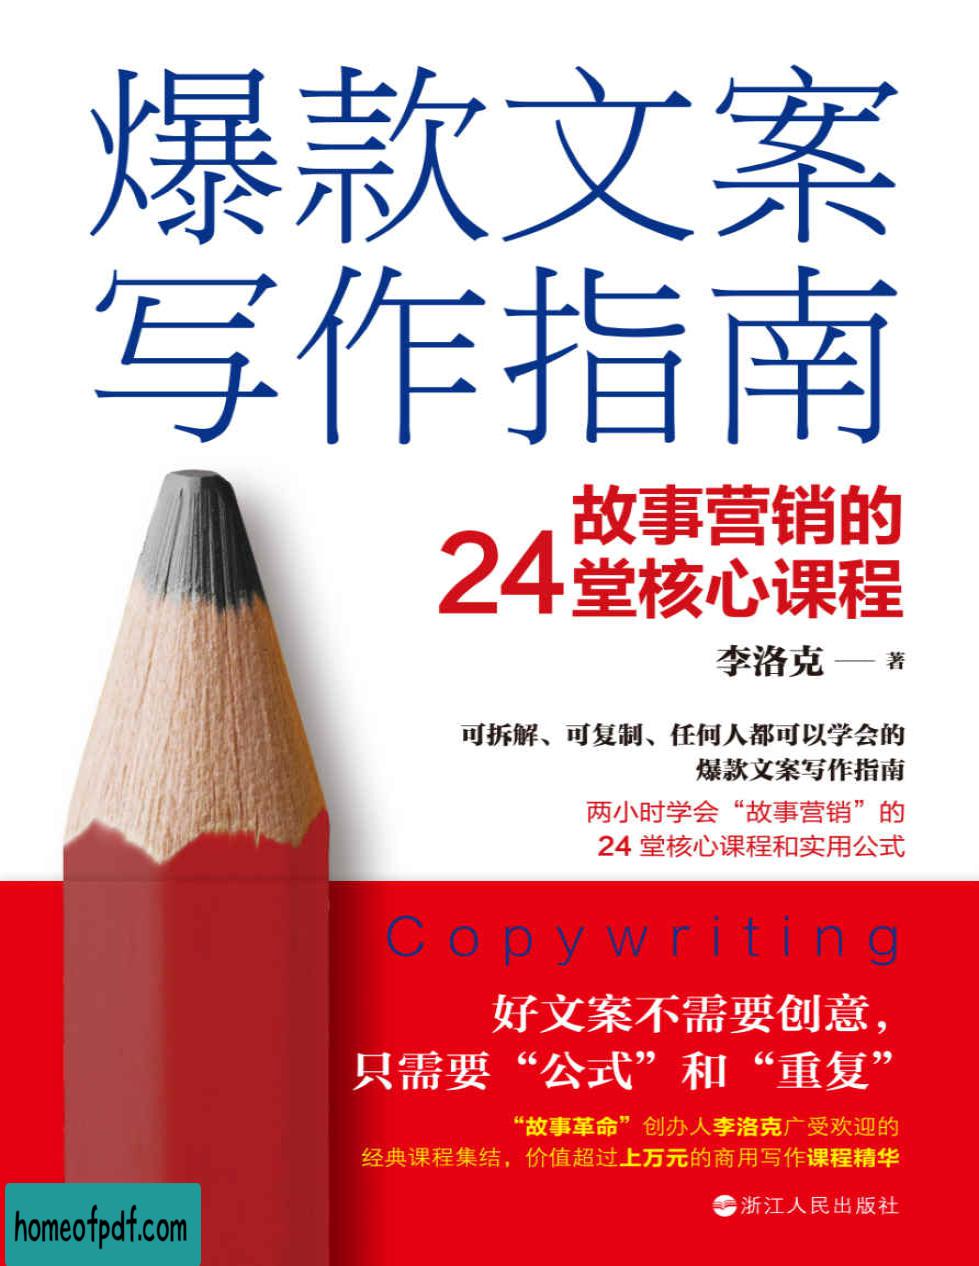 爆款文案
写作指南
故事营销的
24堂核心课程
李洛克——著
可拆解、可复制、任何人都可以学会的
爆款文案写作指南
两小时学会“故事营销”的
24 堂核心课程和实用公式
Copywriting
好文案不需要创意，
只需要“公式”和“重复”
“故事革命”创办人李洛克广受欢迎的
经典课程集结，价值超过上万元的商用写作课程精华
浙江人民出版社
homeofpdf.com